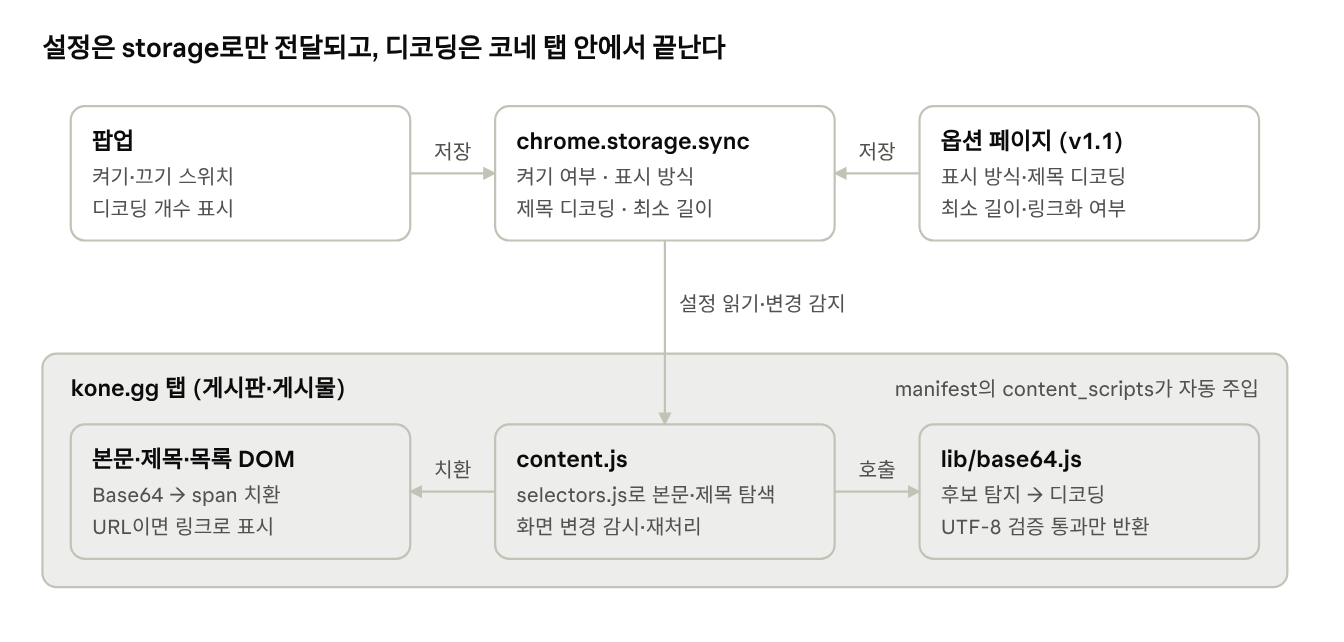 설정은 storage로만 전달되고, 디코딩은 코네 탭 안에서 끝난다
팝업
켜기·끄기 스위치
디코딩 개수 표시
저장
chrome.storage.sync
켜기 여부 · 표시 방식
제목 디코딩 · 최소 길이
저장
옵션 페이지 (v1.1)
표시 방식·제목 디코딩
최소 길이·링크화 여부
설정 읽기·변경 감지
kone.gg 탭 (게시판·게시물)
manifest의 content_scripts가 자동 주입
본문·제목·목록 DOM
Base64 → span 치환
URL이면 링크로 표시
치환
content.js
selectors.js로 본문·제목 탐색
화면 변경 감시·재처리
호출
lib/base64.js
후보 탐지 → 디코딩
UTF-8 검증 통과만 반환